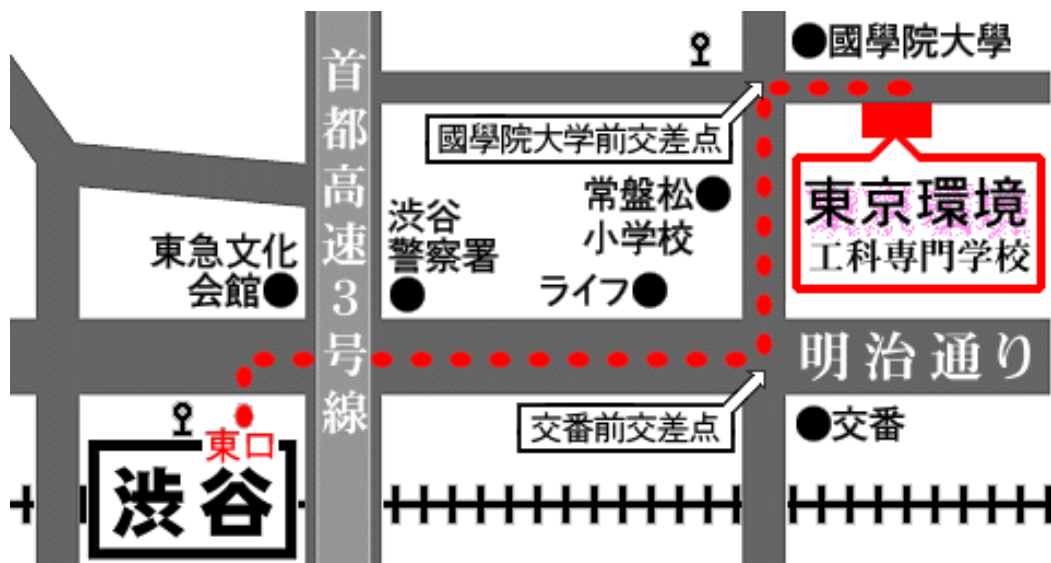 首都高速3号線
國學院大學
國學院大学前交差点
常盤松
小学校
東京環境
工科専門学校
渋谷
警察署
東急文化
会館
ライフ
明治通り
交番前交差点
交番
東口
渋谷